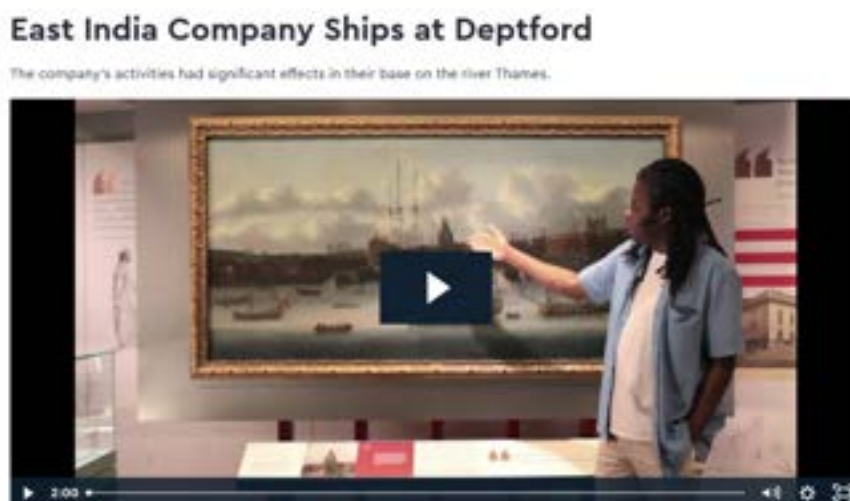 East India Company Ships at Deptford
The company's activities had significant effects in their base on the river Thames.
2:00